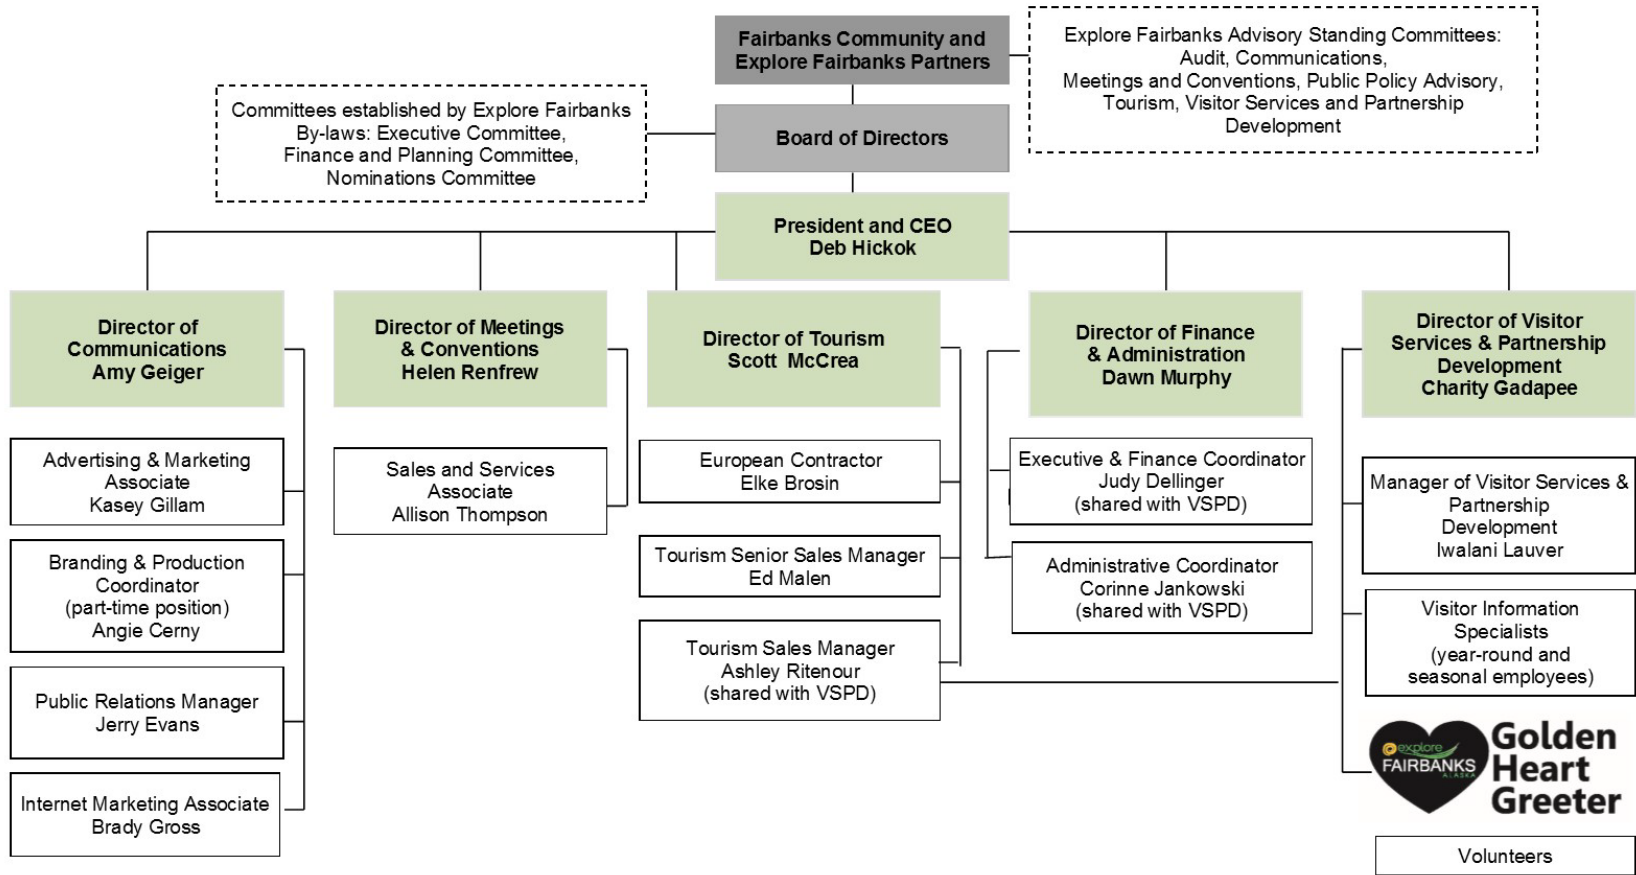 Fairbanks Community and
Explore Fairbanks Partners
Explore Fairbanks Advisory Standing Committees:
Audit, Communications,
Meetings and Conventions, Public Policy Advisory,
Tourism, Visitor Services and Partnership
Development
Committees established by Explore Fairbanks
By-laws: Executive Committee,
Finance and Planning Committee,
Nominations Committee
Board of Directors
President and CEO
Deb Hickok
Director of
Communications
Amy Geiger
Director of Meetings
& Conventions
Helen Renfrew
Director of Tourism
Scott McCrea
Director of Finance
& Administration
Dawn Murphy
Director of Visitor
Services & Partnership
Development
Charity Gadapee
Advertising & Marketing
Associate
Kasey Gillam
Branding & Production
Coordinator
(part-time position)
Angie Cerny
Public Relations Manager
Jerry Evans
Internet Marketing Associate
Brady Gross
Sales and Services
Associate
Allison Thompson
European Contractor
Elke Brosin
Tourism Senior Sales Manager
Ed Malen
Tourism Sales Manager
Ashley Ritenour
(shared with VSPD)
Executive & Finance Coordinator
Judy Dellinger
(shared with VSPD)
Administrative Coordinator
Corinne Jankowski
(shared with VSPD)
Manager of Visitor Services &
Partnership
Development
Iwalani Lauver
Visitor Information
Specialists
(year-round and
seasonal employees)
explore
FAIRBANKS
ALASKA
Golden
Heart
Greeter
Volunteers